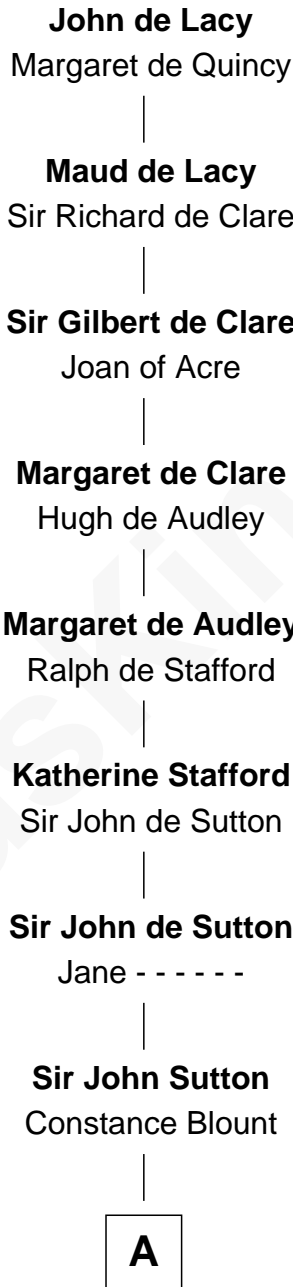 John de Lacy
Margaret de Quincy
Maud de Lacy
Sir Richard de Clare
Sir Gilbert de Clare
Joan of Acre
Margaret de Clare
Hugh de Audley
Margaret de Audley
Ralph de Stafford
Katherine Stafford
Sir John de Sutton
Sir John de Sutton
Jane - - - - - -
Sir John Sutton
Constance Blount
A